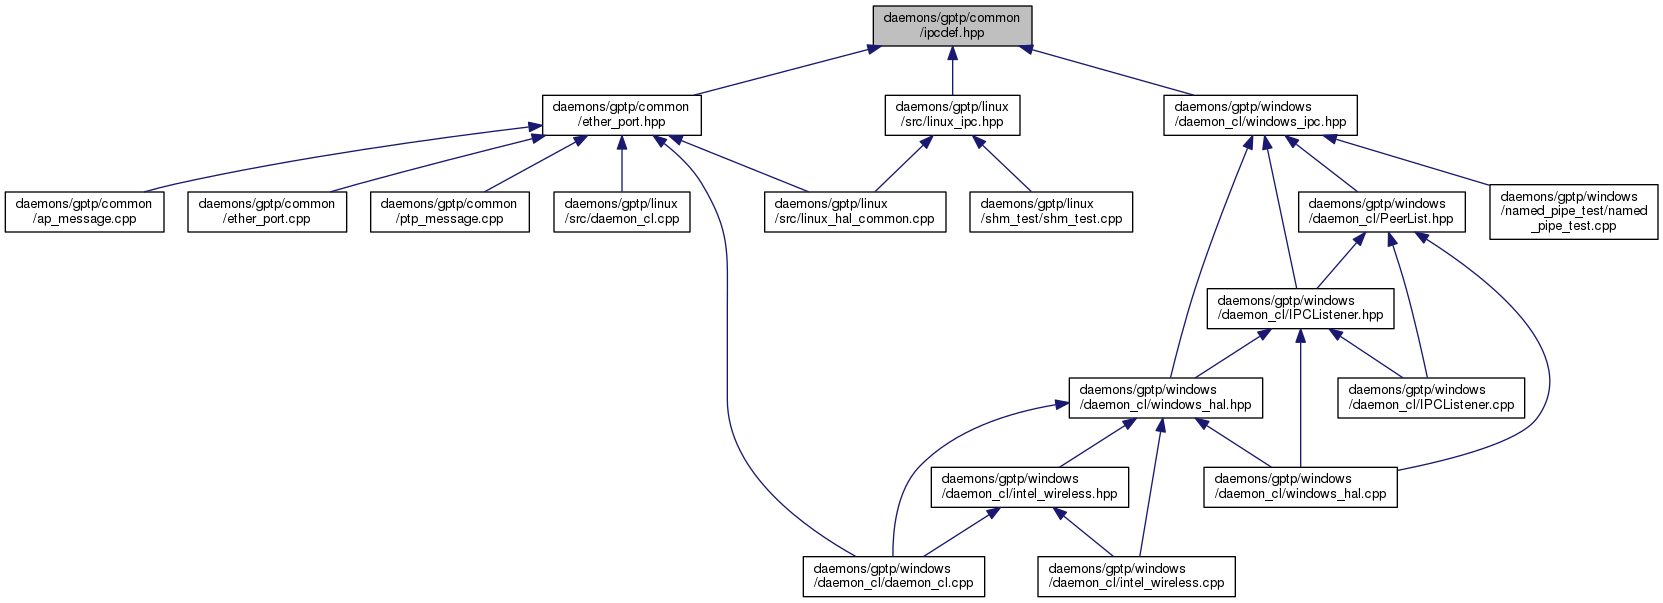 daemons/gptp/common
/ipcdef.hpp
daemons/gptp/common
/ether_port.hpp
daemons/gptp/linux
/src/linux_ipc.hpp
daemons/gptp/windows
/daemon_cl/windows_ipc.hpp
daemons/gptp/common
/ap_message.cpp
daemons/gptp/common
/ether_port.cpp
daemons/gptp/common
/ptp_message.cpp
daemons/gptp/linux
/src/daemon_cl.cpp
daemons/gptp/linux
/src/linux_hal_common.cpp
daemons/gptp/linux
/shm_test/shm_test.cpp
daemons/gptp/windows
/daemon_cl/PeerList.hpp
daemons/gptp/windows
/named_pipe_test/named
_pipe_test.cpp
daemons/gptp/windows
/daemon_cl/IPCListener.hpp
daemons/gptp/windows
/daemon_cl/windows_hal.hpp
daemons/gptp/windows
/daemon_cl/IPCListener.cpp
daemons/gptp/windows
/daemon_cl/intel_wireless.hpp
daemons/gptp/windows
/daemon_cl/windows_hal.cpp
daemons/gptp/windows
/daemon_cl/daemon_cl.cpp
daemons/gptp/windows
/daemon_cl/intel_wireless.cpp